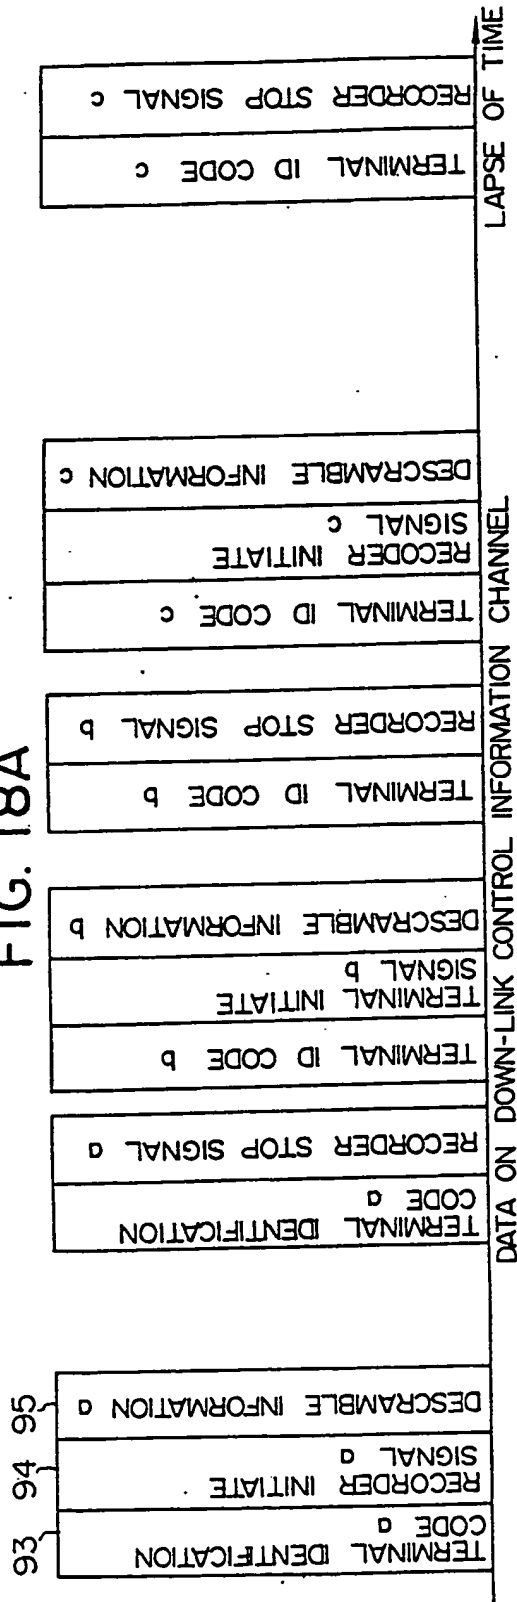 FIG. 18A
93
94
95
TERMINAL IDENTIFICATION
CODE a
RECORDER INITIATE
SIGNAL a
DESCRAMBLE INFORMATION a
TERMINAL IDENTIFICATION
CODE a
RECORDER STOP SIGNAL a
TERMINAL ID CODE b
TERMINAL INITIATE
SIGNAL b
DESCRAMBLE INFORMATION b
TERMINAL ID CODE b
RECORDER STOP SIGNAL b
TERMINAL ID CODE c
RECODER INITIATE
SIGNAL c
DESCRAMBLE INFORMATION c
TERMINAL ID CODE c
RECORDER STOP SIGNAL c
DATA ON DOWN-LINK CONTROL INFORMATION CHANNEL
LAPSE OF TIME